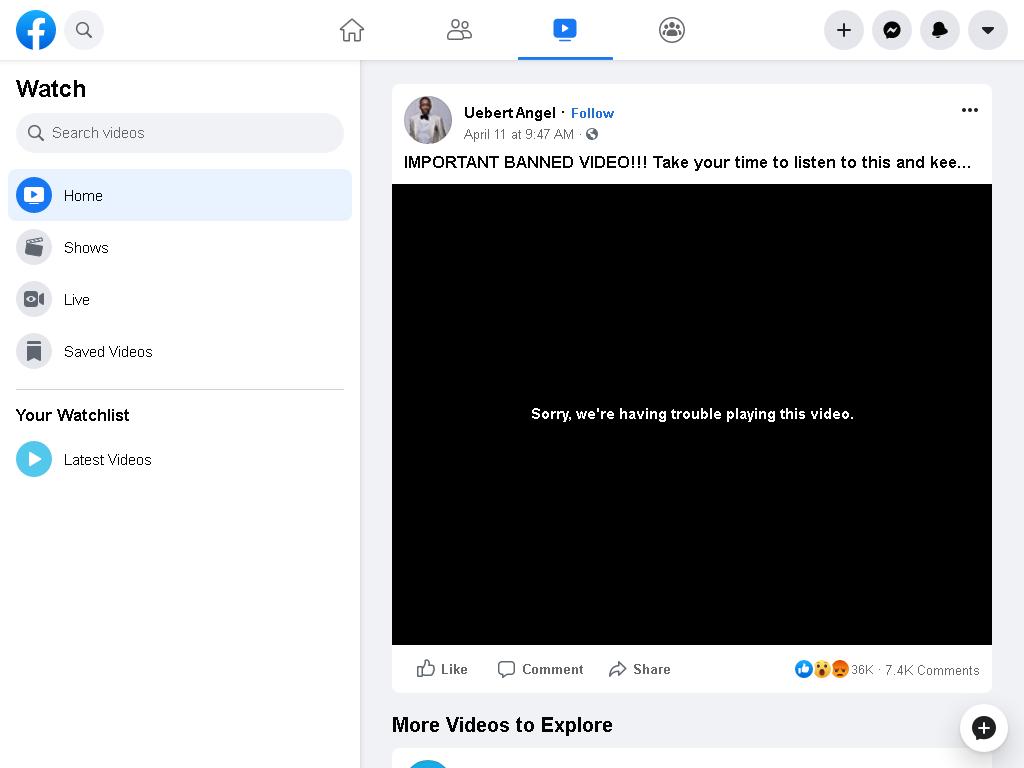 Watch
Search videos
Home
Shows
Live
Saved Videos
Your Watchlist
Latest Videos
Uebert Angel · Follow
April 11 at 9:47 AM ·
IMPORTANT BANNED VIDEO!!! Take your time to listen to this and kee...
Sorry, we're having trouble playing this video.
Like Comment Share 36K · 7.4K Comments
More Videos to Explore